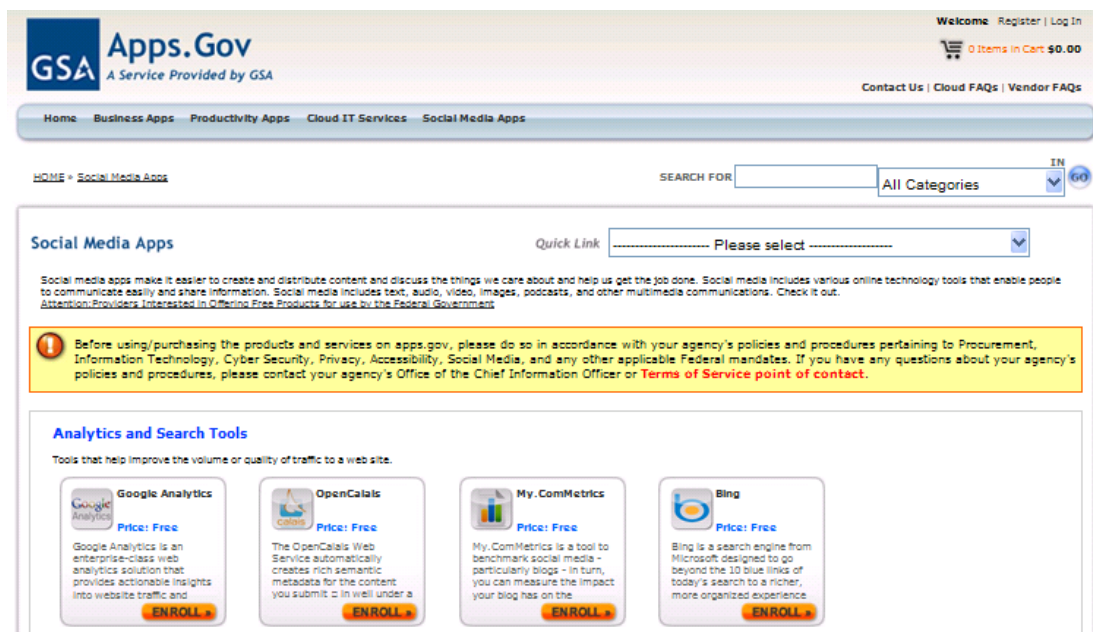 Welcome Register | Log In
GSA
Apps.Gov
A Service Provided by GSA
0 Items in Cart $0.00
Contact Us | Cloud FAQs | Vendor FAQs
Home Business Apps Productivity Apps Cloud IT Services Social Media Apps
HOME » Social Media Apps
SEARCH FOR
IN
All Categories
GO
Social Media Apps
Quick Link
---------------------- Please select -------------------
Social media apps make it easier to create and distribute content and discuss the things we care about and help us get the job done. Social media includes various online technology tools that enable people
to communicate easily and share information. Social media includes text, audio, video, images, podcasts, and other multimedia communications. Check it out.
Attention:Providers Interested in Offering Free Products for use by the Federal Government
Before using/purchasing the products and services on apps.gov, please do so in accordance with your agency's policies and procedures pertaining to Procurement,
Information Technology, Cyber Security, Privacy, Accessibility, Social Media, and any other applicable Federal mandates. If you have any questions about your agency's
policies and procedures, please contact your agency's Office of the Chief Information Officer or Terms of Service point of contact.
Analytics and Search Tools
Tools that help improve the volume or quality of traffic to a web site.
Google Analytics
Google
Analytics
Price: Free
Google Analytics is an
enterprise-class web
analytics solution that
provides actionable insights
into website traffic and
ENROLL »
OpenCalais
calais
Price: Free
The OpenCalais Web
Service automatically
creates rich semantic
metadata for the content
you submit □ in well under a
ENROLL »
My.ComMetrics
Price: Free
My.ComMetrics is a tool to
benchmark social media -
particularly blogs - in turn,
you can measure the impact
your blog has on the
ENROLL »
Bing
Price: Free
Bing is a search engine from
Microsoft designed to go
beyond the 10 blue links of
today's search to a richer,
more organized experience
ENROLL »